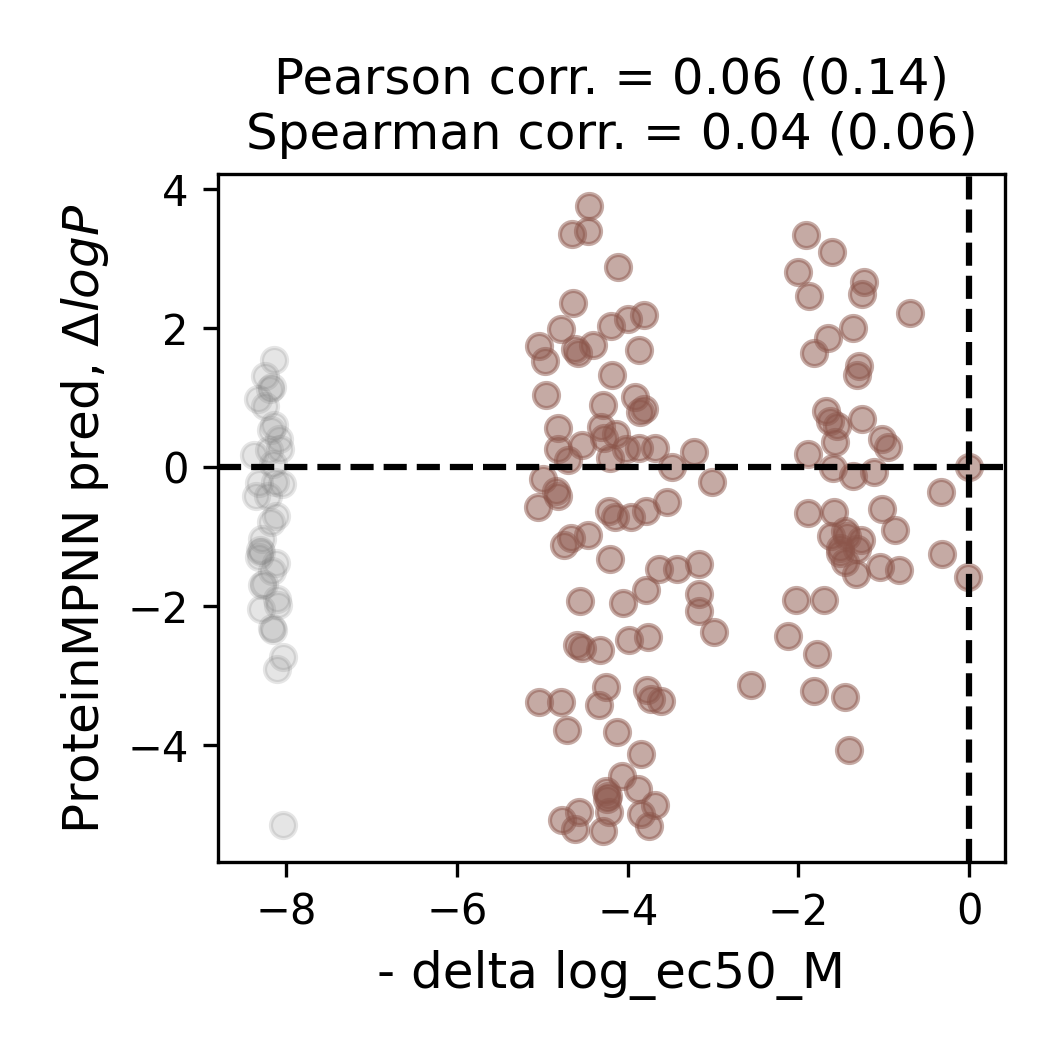 Pearson corr. = 0.06 (0.14)
Spearman corr. = 0.04 (0.06)
ProteinMPNN pred, ΔlogP
4
2
0
−2
−4
−8
−6
−4
−2
0
- delta log_ec50_M